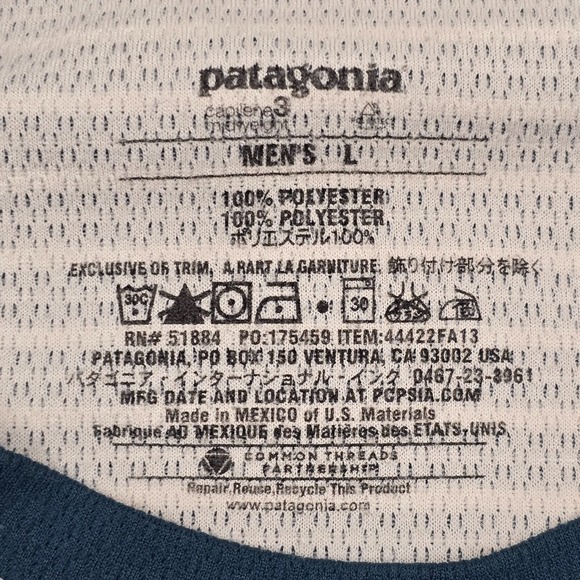 patagonia
capilene 3
midweight
MEN'S L
100% POLYESTER
100% POLYESTER
ポリエステル100%
EXCLUSIVE OF TRIM, A PART LA GARNITURE, 飾り付け部分を除く
30C 30
RN# 51884 PO:175459 ITEM:44422FA13
PATAGONIA, PO BOX 150 VENTURA, CA 93002 USA
パタゴニア・インターナショナル・インク 0467-23-8961
MFG DATE AND LOCATION AT PCPSIA.COM
Made in MEXICO of U.S. Materials
Fabriqué AU MEXIQUE des Matières des ETATS-UNIS
COMMON THREADS
PARTNERSHIP
Repair, Reuse, Recycle This Product
www.patagonia.com